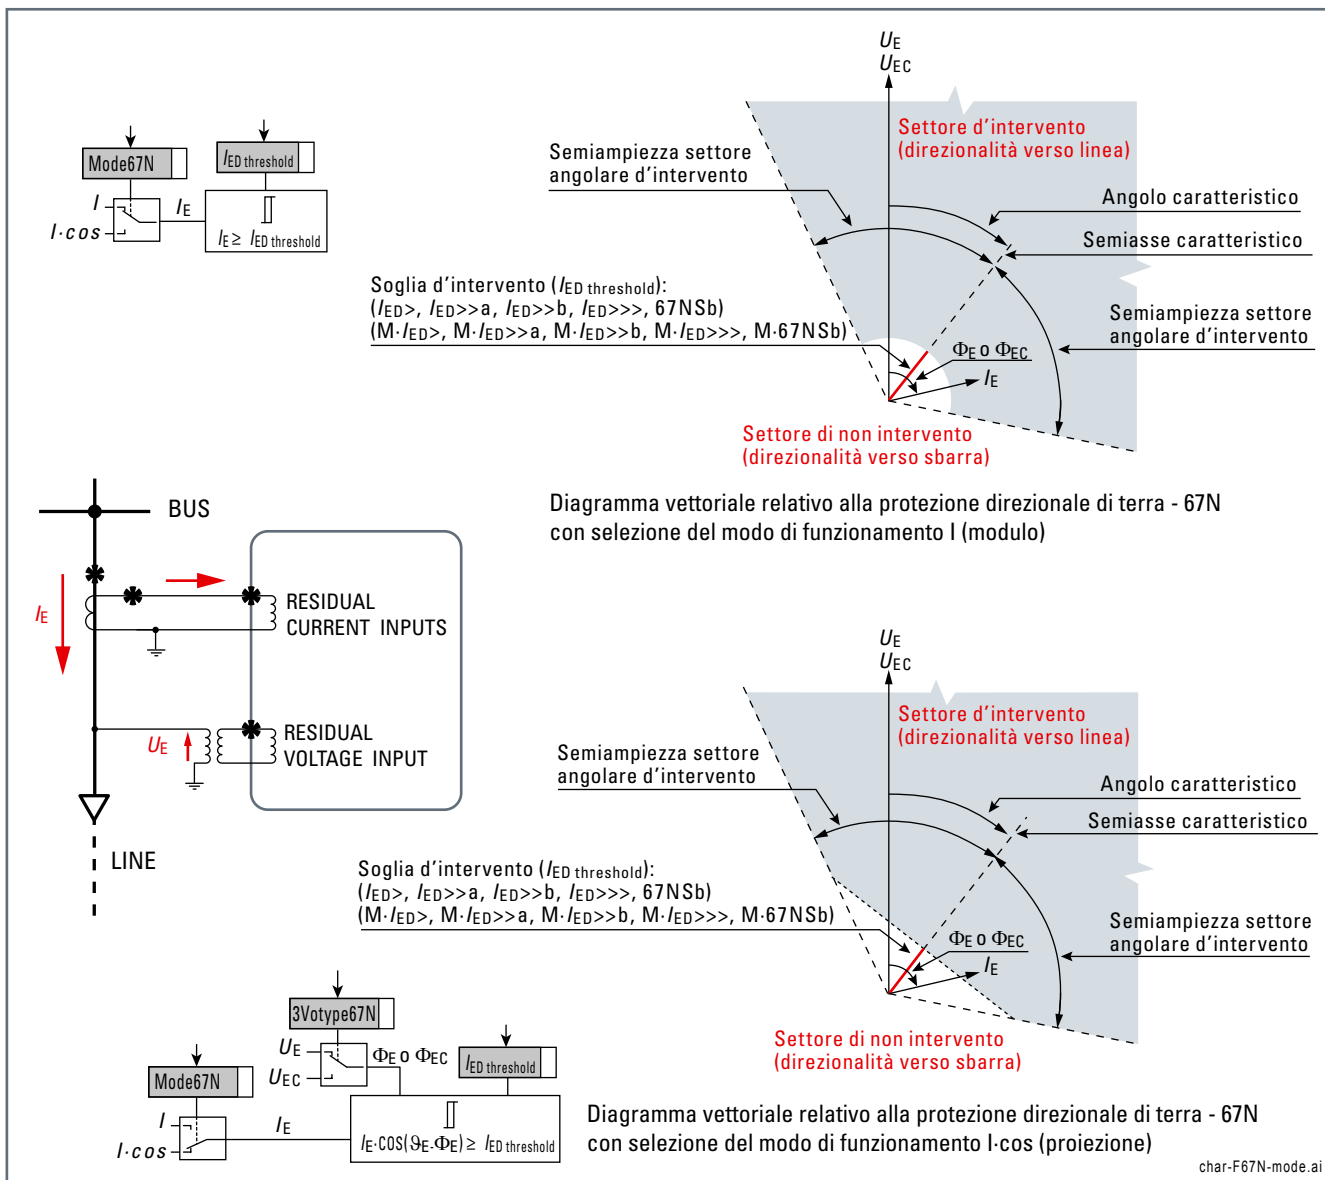 Mode67N
IED threshold
I
I·cos
IE
IE ≥ IED threshold
UE
UEC
Settore d'intervento
(direzionalità verso linea)
Semiampiezza settore
angolare d'intervento
Angolo caratteristico
Semiasse caratteristico
Soglia d'intervento (IED threshold):
(IED>, IED>>a, IED>>b, IED>>>, 67NSb)
(M·IED>, M·IED>>a, M·IED>>b, M·IED>>>, M·67NSb)
Semiampiezza settore
angolare d'intervento
ΦE o ΦEC
IE
Settore di non intervento
(direzionalità verso sbarra)
Diagramma vettoriale relativo alla protezione direzionale di terra - 67N
con selezione del modo di funzionamento I (modulo)
BUS
IE
RESIDUAL
CURRENT INPUTS
UE
RESIDUAL
VOLTAGE INPUT
LINE
UE
UEC
Settore d'intervento
(direzionalità verso linea)
Semiampiezza settore
angolare d'intervento
Angolo caratteristico
Semiasse caratteristico
Soglia d'intervento (IED threshold):
(IED>, IED>>a, IED>>b, IED>>>, 67NSb)
(M·IED>, M·IED>>a, M·IED>>b, M·IED>>>, M·67NSb)
Semiampiezza settore
angolare d'intervento
ΦE o ΦEC
IE
Settore di non intervento
(direzionalità verso sbarra)
3Votype67N
UE
UEC
ΦE o ΦEC
IED threshold
Mode67N
I
I·cos
IE
IE·COS(ϑE-ΦE) ≥ IED threshold
Diagramma vettoriale relativo alla protezione direzionale di terra - 67N
con selezione del modo di funzionamento I·cos (proiezione)
char-F67N-mode.ai